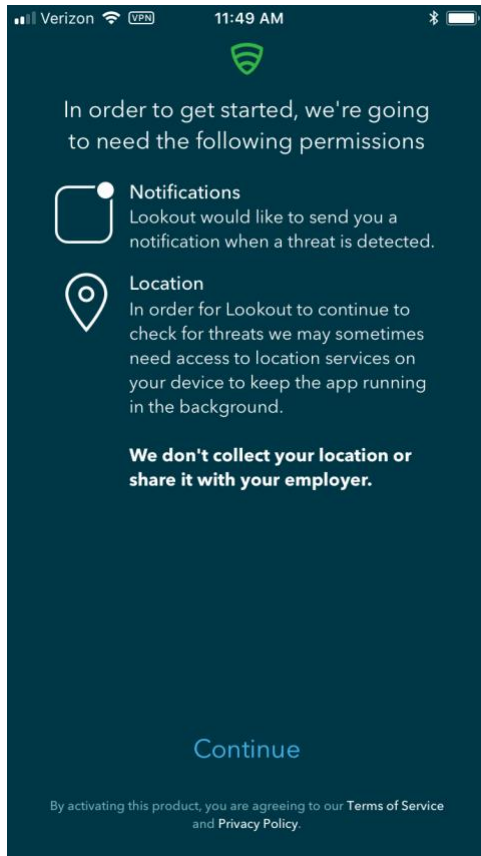 Verizon VPN 11:49 AM
In order to get started, we're going
to need the following permissions
Notifications
Lookout would like to send you a
notification when a threat is detected.
Location
In order for Lookout to continue to
check for threats we may sometimes
need access to location services on
your device to keep the app running
in the background.
We don't collect your location or
share it with your employer.
Continue
By activating this product, you are agreeing to our Terms of Service
and Privacy Policy.